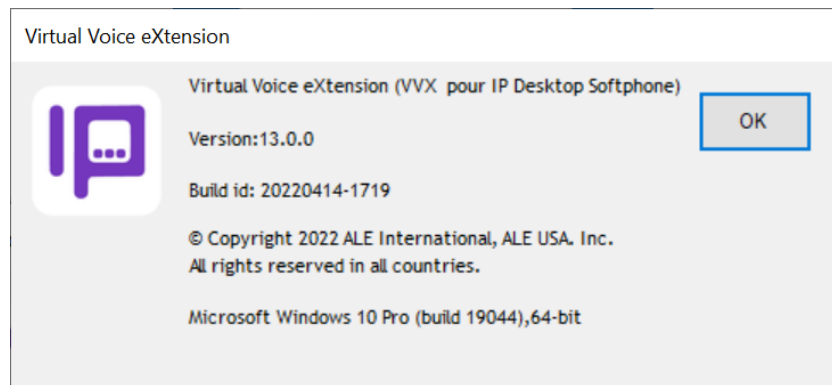 Virtual Voice eXtension
Virtual Voice eXtension (VVX pour IP Desktop Softphone)
OK
Version:13.0.0
Build id: 20220414-1719
© Copyright 2022 ALE International, ALE USA. Inc.
All rights reserved in all countries.
Microsoft Windows 10 Pro (build 19044),64-bit